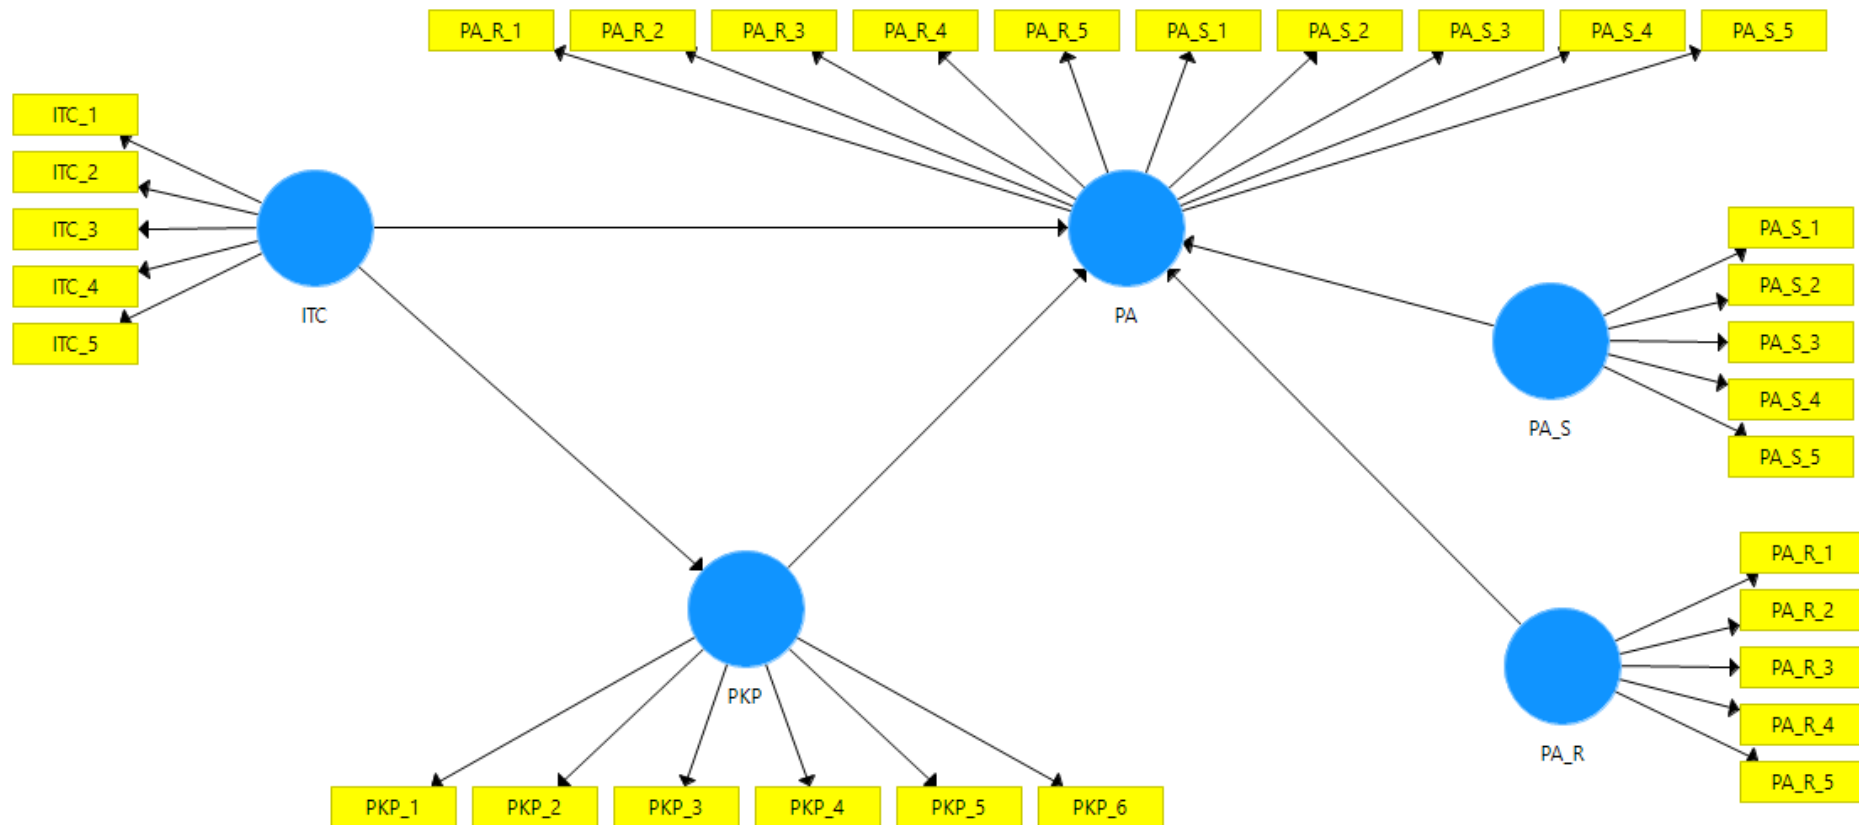 PA_R_1
PA_R_2
PA_R_3
PA_R_4
PA_R_5
PA_S_1
PA_S_2
PA_S_3
PA_S_4
PA_S_5
ITC_1
ITC_2
ITC_3
ITC_4
ITC_5
ITC
PA
PA_S_1
PA_S_2
PA_S_3
PA_S_4
PA_S_5
PA_S
PKP
PA_R_1
PA_R_2
PA_R_3
PA_R_4
PA_R_5
PA_R
PKP_1
PKP_2
PKP_3
PKP_4
PKP_5
PKP_6